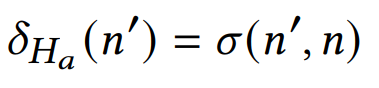 δ_{H_a}(n′) = σ(n′, n)